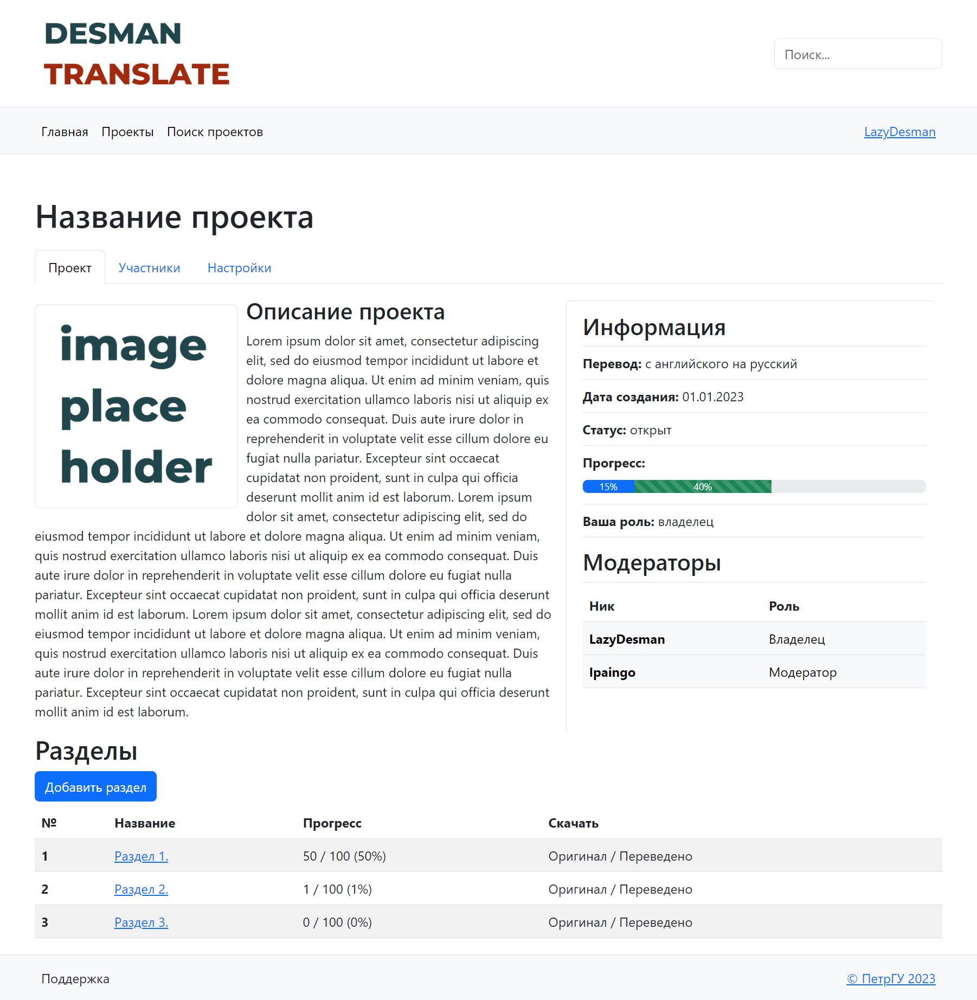 DESMAN
TRANSLATE
Поиск...
Главная Проекты Поиск проектов LazyDesman
Название проекта
Проект Участники Настройки
image
place
holder
Описание проекта
Lorem ipsum dolor sit amet, consectetur adipiscing
elit, sed do eiusmod tempor incididunt ut labore et
dolore magna aliqua. Ut enim ad minim veniam, quis
nostrud exercitation ullamco laboris nisi ut aliquip ex
ea commodo consequat. Duis aute irure dolor in
reprehenderit in voluptate velit esse cillum dolore eu
fugiat nulla pariatur. Excepteur sint occaecat
cupidatat non proident, sunt in culpa qui officia
deserunt mollit anim id est laborum. Lorem ipsum
dolor sit amet, consectetur adipiscing elit, sed do
eiusmod tempor incididunt ut labore et dolore magna aliqua. Ut enim ad minim veniam,
quis nostrud exercitation ullamco laboris nisi ut aliquip ex ea commodo consequat. Duis
aute irure dolor in reprehenderit in voluptate velit esse cillum dolore eu fugiat nulla
pariatur. Excepteur sint occaecat cupidatat non proident, sunt in culpa qui officia deserunt
mollit anim id est laborum. Lorem ipsum dolor sit amet, consectetur adipiscing elit, sed do
eiusmod tempor incididunt ut labore et dolore magna aliqua. Ut enim ad minim veniam,
quis nostrud exercitation ullamco laboris nisi ut aliquip ex ea commodo consequat. Duis
aute irure dolor in reprehenderit in voluptate velit esse cillum dolore eu fugiat nulla
pariatur. Excepteur sint occaecat cupidatat non proident, sunt in culpa qui officia deserunt
mollit anim id est laborum.
Информация
Перевод: с английского на русский
Дата создания: 01.01.2023
Статус: открыт
Прогресс:
15% 40%
Ваша роль: владелец
Модераторы
Ник Роль
LazyDesman Владелец
Ipaingo Модератор
Разделы
Добавить раздел
№ Название Прогресс Скачать
1 Раздел 1. 50 / 100 (50%) Оригинал / Переведено
2 Раздел 2. 1 / 100 (1%) Оригинал / Переведено
3 Раздел 3. 0 / 100 (0%) Оригинал / Переведено
Поддержка © ПетрГУ 2023